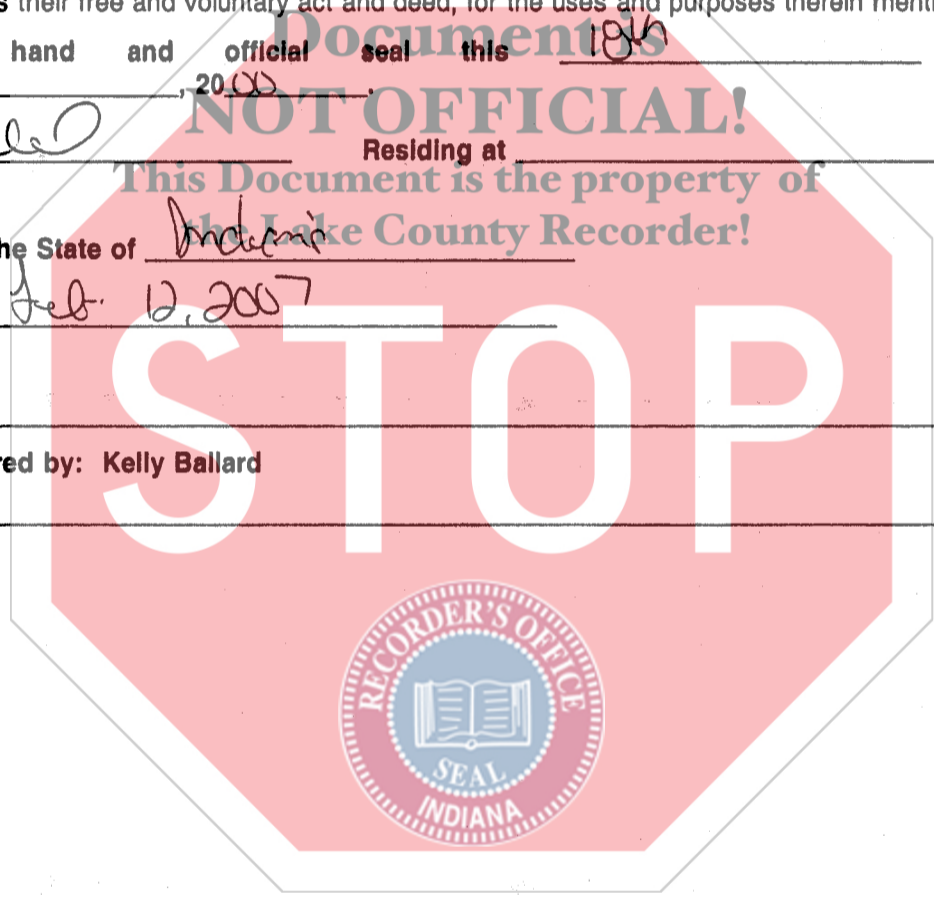 s their free and voluntary act and deed, for the uses and purposes therein menti
Document is
hand and official seal this 18th
, 20 00 .
NOT OFFICIAL!
Residing at
This Document is the property of
the Lake County Recorder!
he State of Indiana
Feb. 12, 2007
STOP
red by: Kelly Ballard
RECORDER'S OFFICE
SEAL
INDIANA